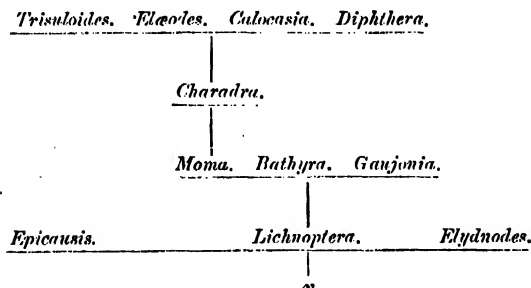 Trisuloides. Elæodes. Calocasia. Diphthera.
Charadra.
Moma. Bathyra. Gaujonia.
Epicausis. Lichnoptera. Elydnodes.